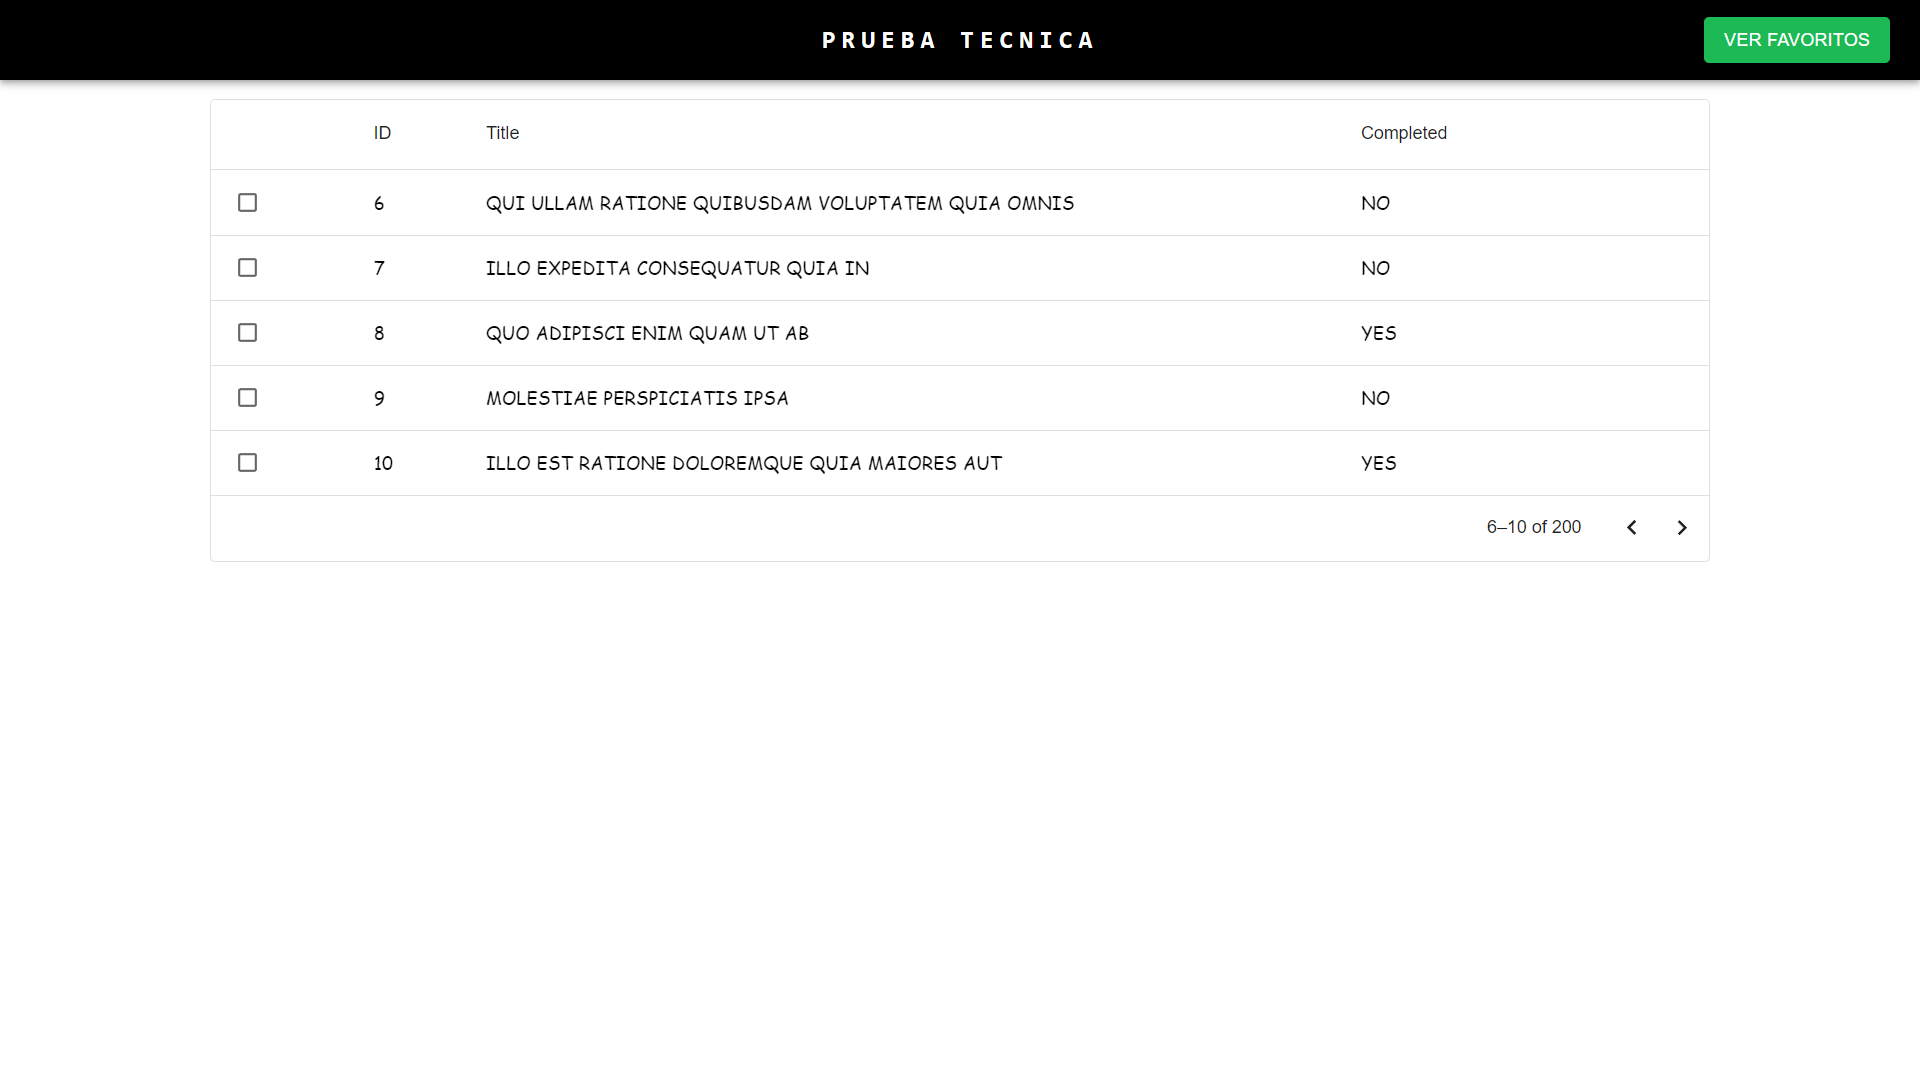 PRUEBA TECNICA
VER FAVORITOS
ID Title Completed
6 QUI ULLAM RATIONE QUIBUSDAM VOLUPTATEM QUIA OMNIS NO
7 ILLO EXPEDITA CONSEQUATUR QUIA IN NO
8 QUO ADIPISCI ENIM QUAM UT AB YES
9 MOLESTIAE PERSPICIATIS IPSA NO
10 ILLO EST RATIONE DOLOREMQUE QUIA MAIORES AUT YES
6–10 of 200